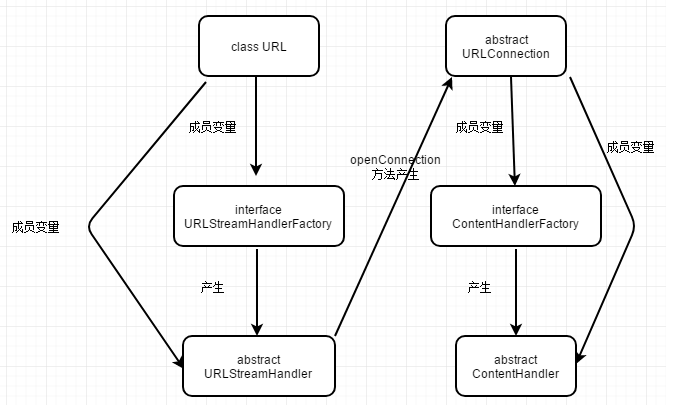 class URL
abstract
URLConnection
成员变量
成员变量
成员变量
openConnection
方法产生
interface
URLStreamHandlerFactory
interface
ContentHandlerFactory
成员变量
产生
产生
abstract
URLStreamHandler
abstract
ContentHandler